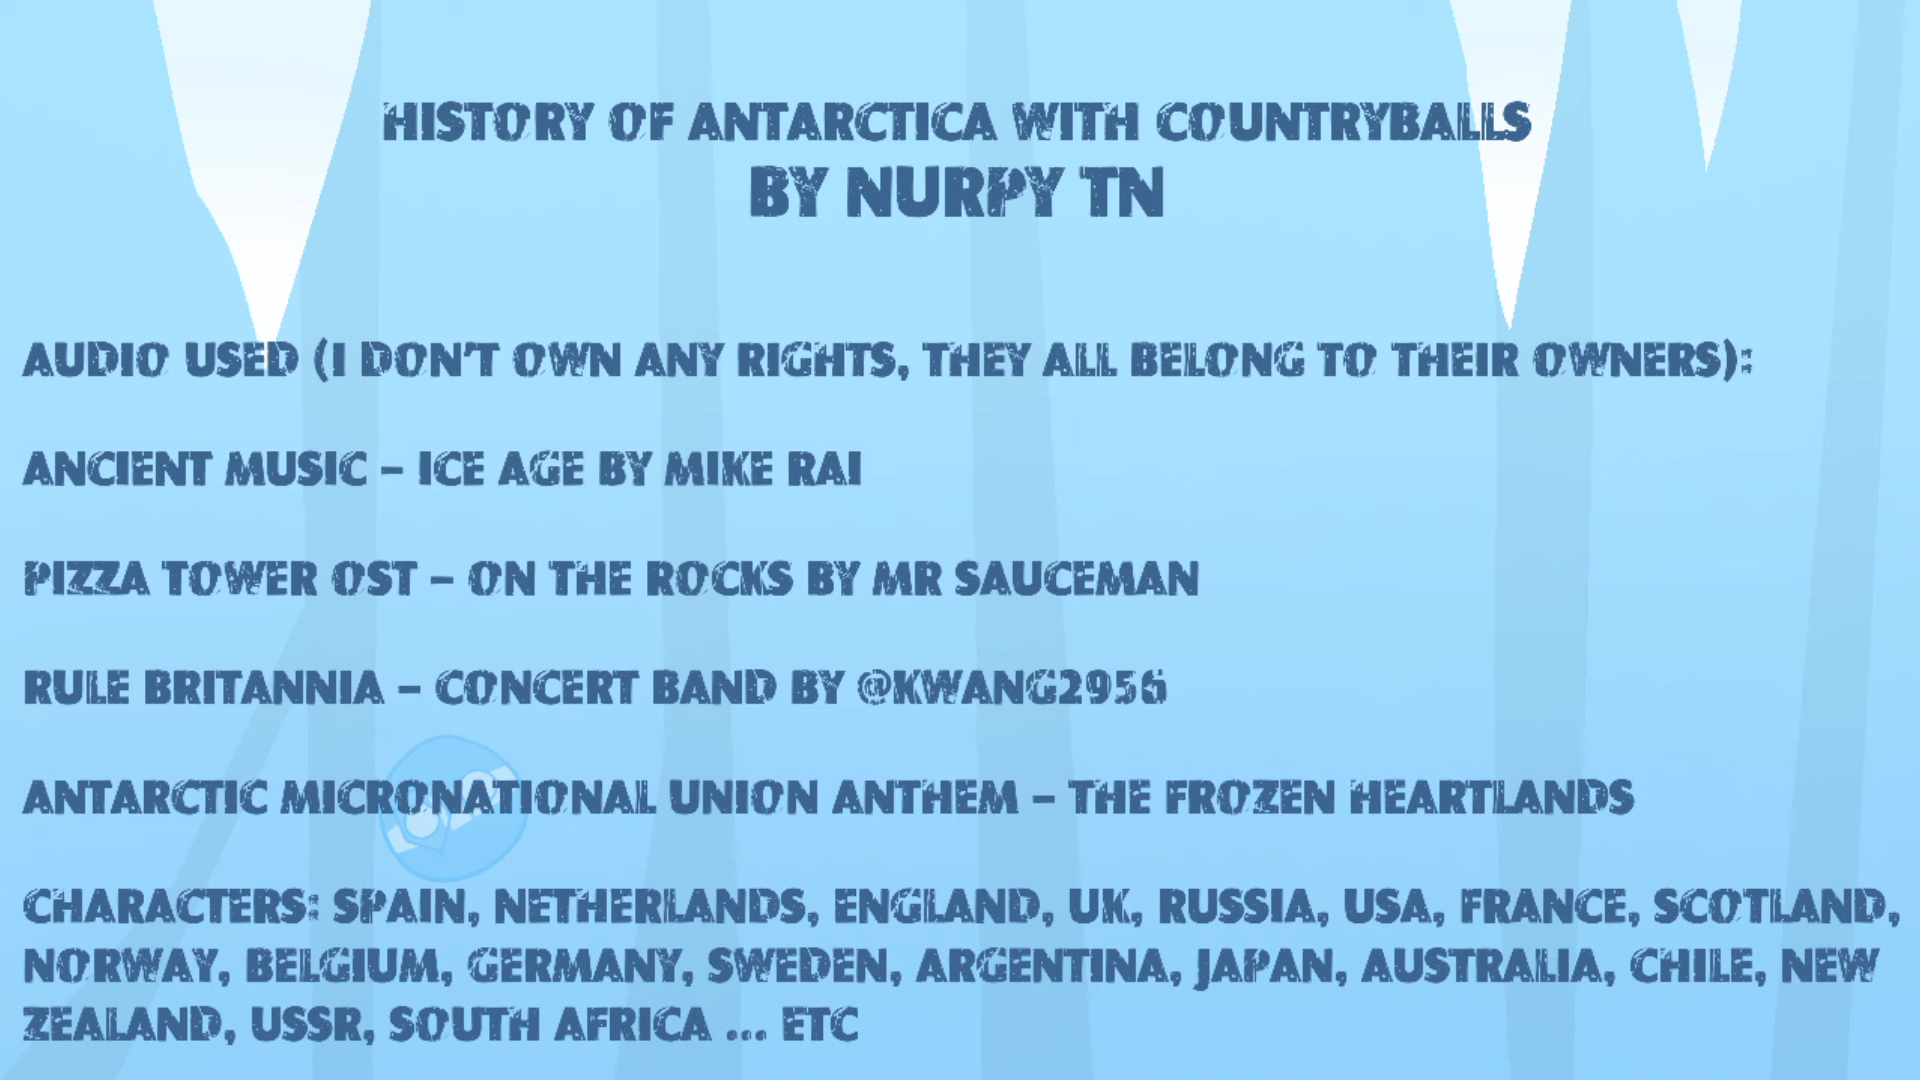 HISTORY OF ANTARCTICA WITH COUNTRYBALLS
BY NURPY TN
AUDIO USED (I DON'T OWN ANY RIGHTS, THEY ALL BELONG TO THEIR OWNERS):
ANCIENT MUSIC – ICE AGE BY MIKE RAI
PIZZA TOWER OST – ON THE ROCKS BY MR SAUCEMAN
RULE BRITANNIA – CONCERT BAND BY @KWANG2956
ANTARCTIC MICRONATIONAL UNION ANTHEM – THE FROZEN HEARTLANDS
CHARACTERS: SPAIN, NETHERLANDS, ENGLAND, UK, RUSSIA, USA, FRANCE, SCOTLAND,
NORWAY, BELGIUM, GERMANY, SWEDEN, ARGENTINA, JAPAN, AUSTRALIA, CHILE, NEW
ZEALAND, USSR, SOUTH AFRICA ... ETC